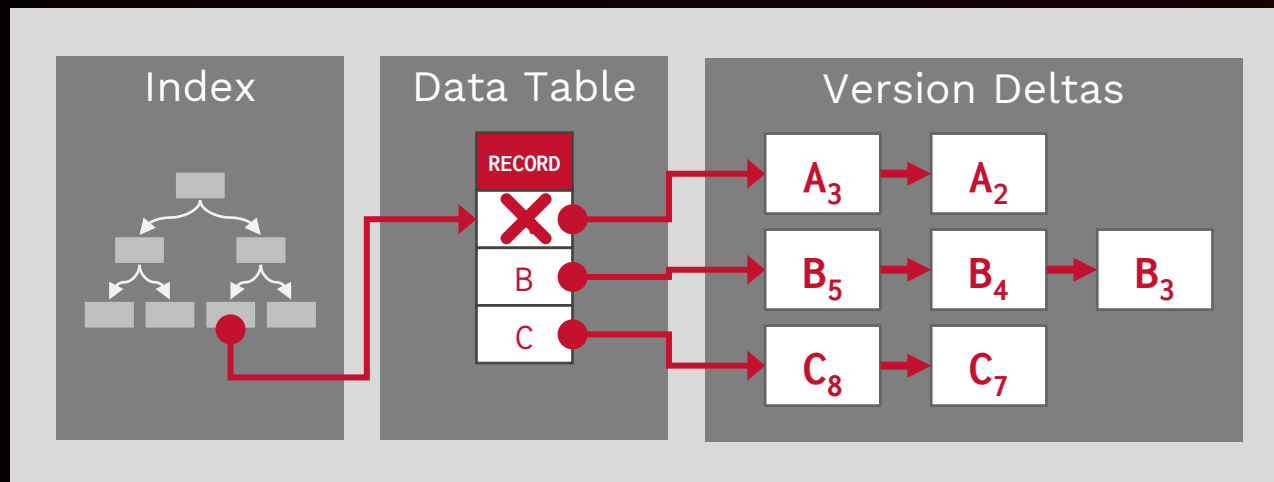 Index
Data Table
Version Deltas
RECORD
B
C
A₃
A₂
B₅
B₄
B₃
C₈
C₇